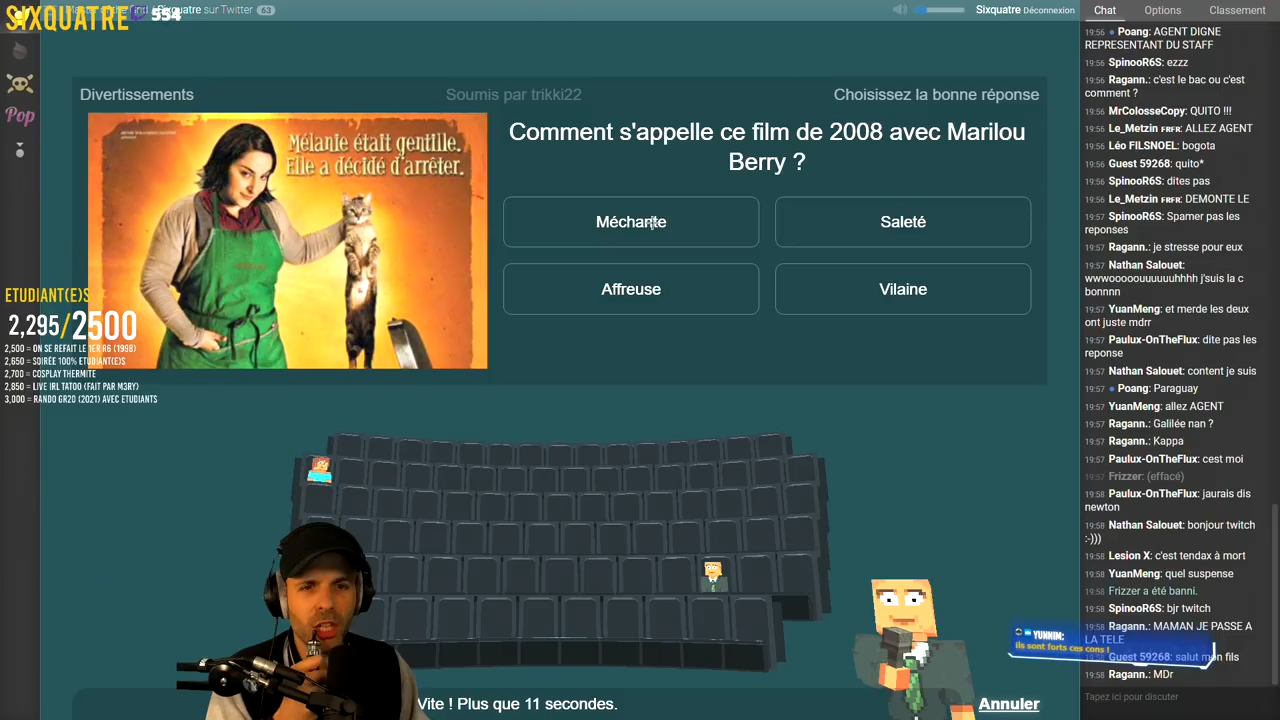 SIXQUATRE
554
Sixquatre sur Twitter 63
Sixquatre Déconnexion
Pop
Divertissements
Soumis par trikki22
Choisissez la bonne réponse
Mélanie était gentille.
Elle a décidé d'arrêter.
Comment s'appelle ce film de 2008 avec Marilou
Berry ?
Méchante
Saleté
Affreuse
Vilaine
ETUDIANT(E)S
2,295/2500
2,500 = ON SE REFAIT LE 1ER R6 (1998)
2,650 = SOIRÉE 100% ETUDIANT(E)S
2,700 = COSPLAY THERMITE
2,850 = LIVE IRL TATOO (FAIT PAR M3RY)
3,000 = RANDO GR20 (2021) AVEC ETUDIANTS
Vite ! Plus que 11 secondes.
Annuler
YUNNIM:
ils sont forts ces cons !
Chat
Options
Classement
19:56 Poang: AGENT DIGNE
REPRESENTANT DU STAFF
19:56 SpinooR6S: ezzz
19:56 Ragann.: c'est le bac ou c'est
comment ?
19:56 MrColosseCopy: QUITO !!!
19:56 Le_Metzin FRFR: ALLEZ AGENT
19:56 Léo FILSNOEL: bogota
19:56 Guest 59268: quito*
19:56 SpinooR6S: dites pas
19:56 Le_Metzin FRFR: DEMONTE LE
19:57 SpinooR6S: Spamer pas les
reponses
19:57 Ragann.: je stresse pour eux
19:57 Nathan Salouet:
wwwooooouuuuuhhhh j'suis la c
bonnnn
19:57 YuanMeng: et merde les deux
ont juste mdrr
19:57 Paulux-OnTheFlux: dite pas les
reponse
19:57 Nathan Salouet: content je suis
19:57 Poang: Paraguay
19:57 YuanMeng: allez AGENT
19:57 Ragann.: Galilée nan ?
19:57 Ragann.: Kappa
19:57 Paulux-OnTheFlux: cest moi
19:57 Frizzer: (effacé)
19:58 Paulux-OnTheFlux: jaurais dis
newton
19:58 Nathan Salouet: bonjour twitch
:-)))
19:58 Lesion X: c'est tendax à mort
19:58 YuanMeng: quel suspense
19:58 Frizzer a été banni.
19:58 SpinooR6S: bjr twitch
19:58 Ragann.: MAMAN JE PASSE A
LA TELE
19:58 Guest 59268: salut mon fils
19:58 Ragann.: MDr
Tapez ici pour discuter